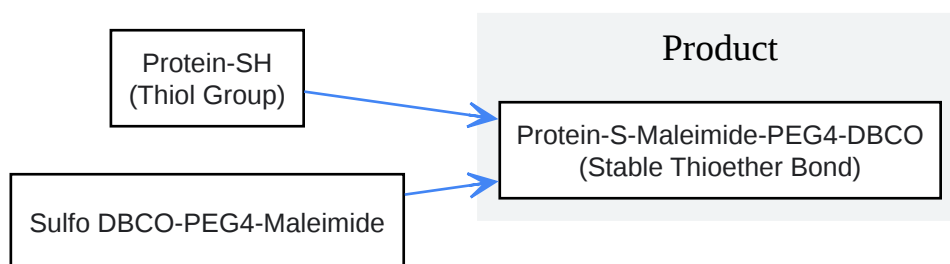 Protein-SH
(Thiol Group)
Product
Protein-S-Maleimide-PEG4-DBCO
(Stable Thioether Bond)
Sulfo DBCO-PEG4-Maleimide